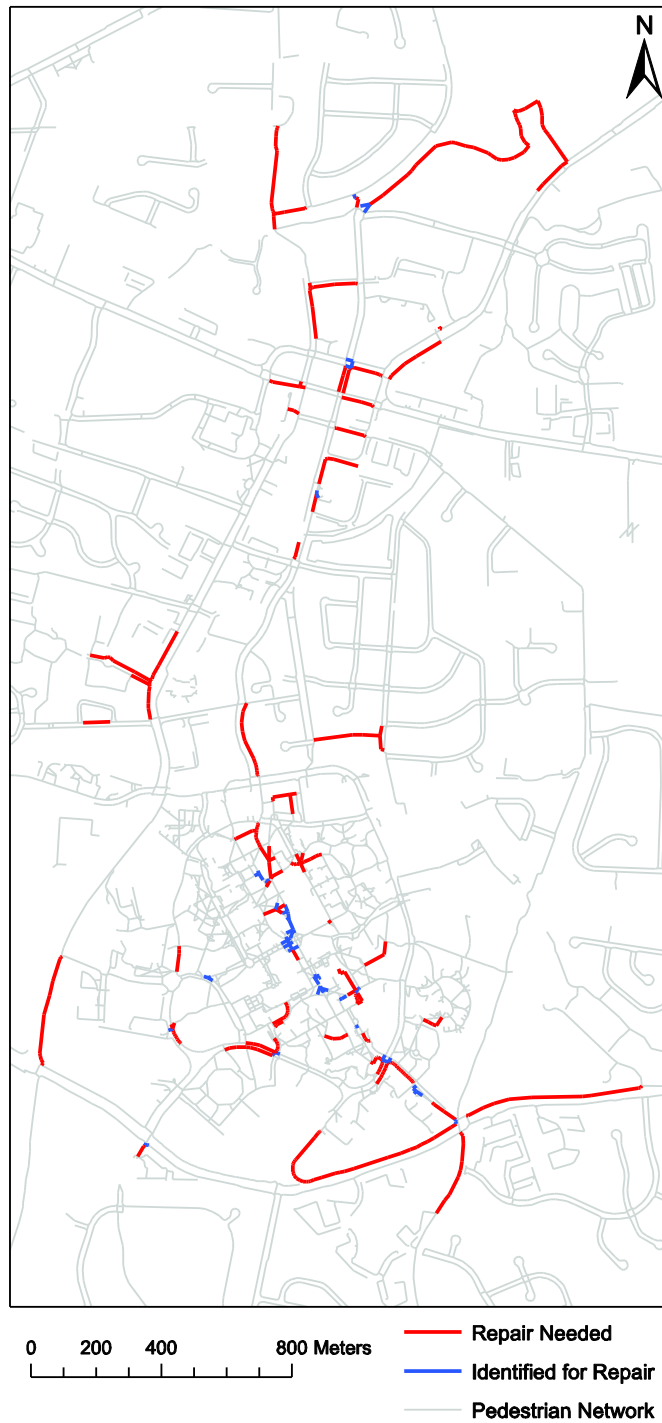 N
Repair Needed
0 200 400 800 Meters
Identified for Repair
Pedestrian Network